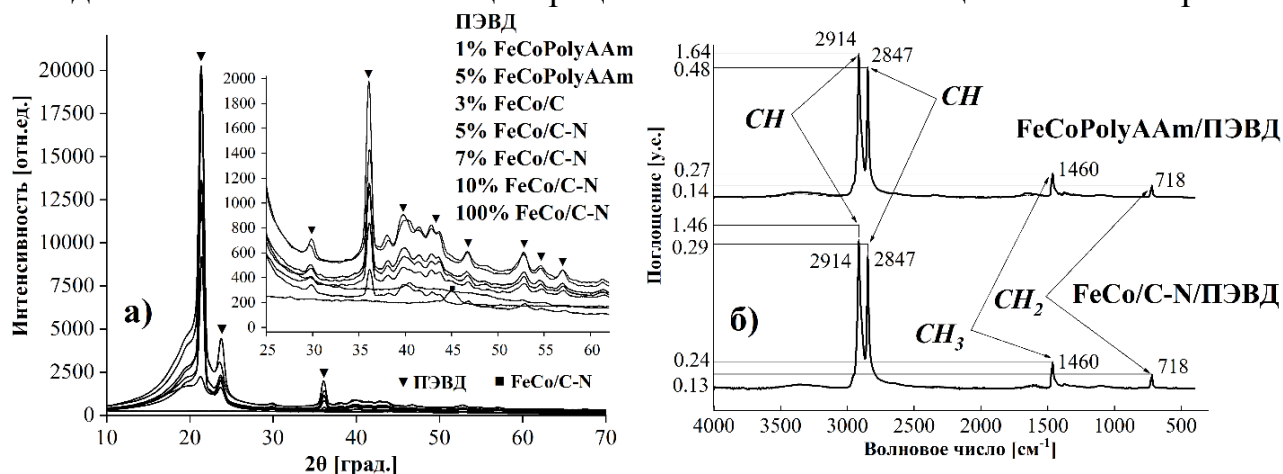 ПЭВД
1% FeCoPolyAAm
5% FeCoPolyAAm
3% FeCo/C
5% FeCo/C-N
7% FeCo/C-N
10% FeCo/C-N
100% FeCo/C-N
Интенсивность [отн.ед.]
20000
17500
15000
12500
10000
7500
5000
2500
0
2000
1800
1600
1400
1200
1000
800
600
400
200
0
25 30 35 40 45 50 55 60
а)
▼ ПЭВД ■ FeCo/C-N
10 20 30 40 50 60 70
2θ [град.]
Поглощение [у.е.]
1.64
0.48
0.27
0.14
1.46
0.29
0.24
0.13
2914
2847
CH CH
FeCoPolyAAm/ПЭВД
1460
718
2914 2847
CH2
FeCo/C-N/ПЭВД
б)
CH3
1460
718
4000 3500 3000 2500 2000 1500 1000 500
Волновое число [см-1]